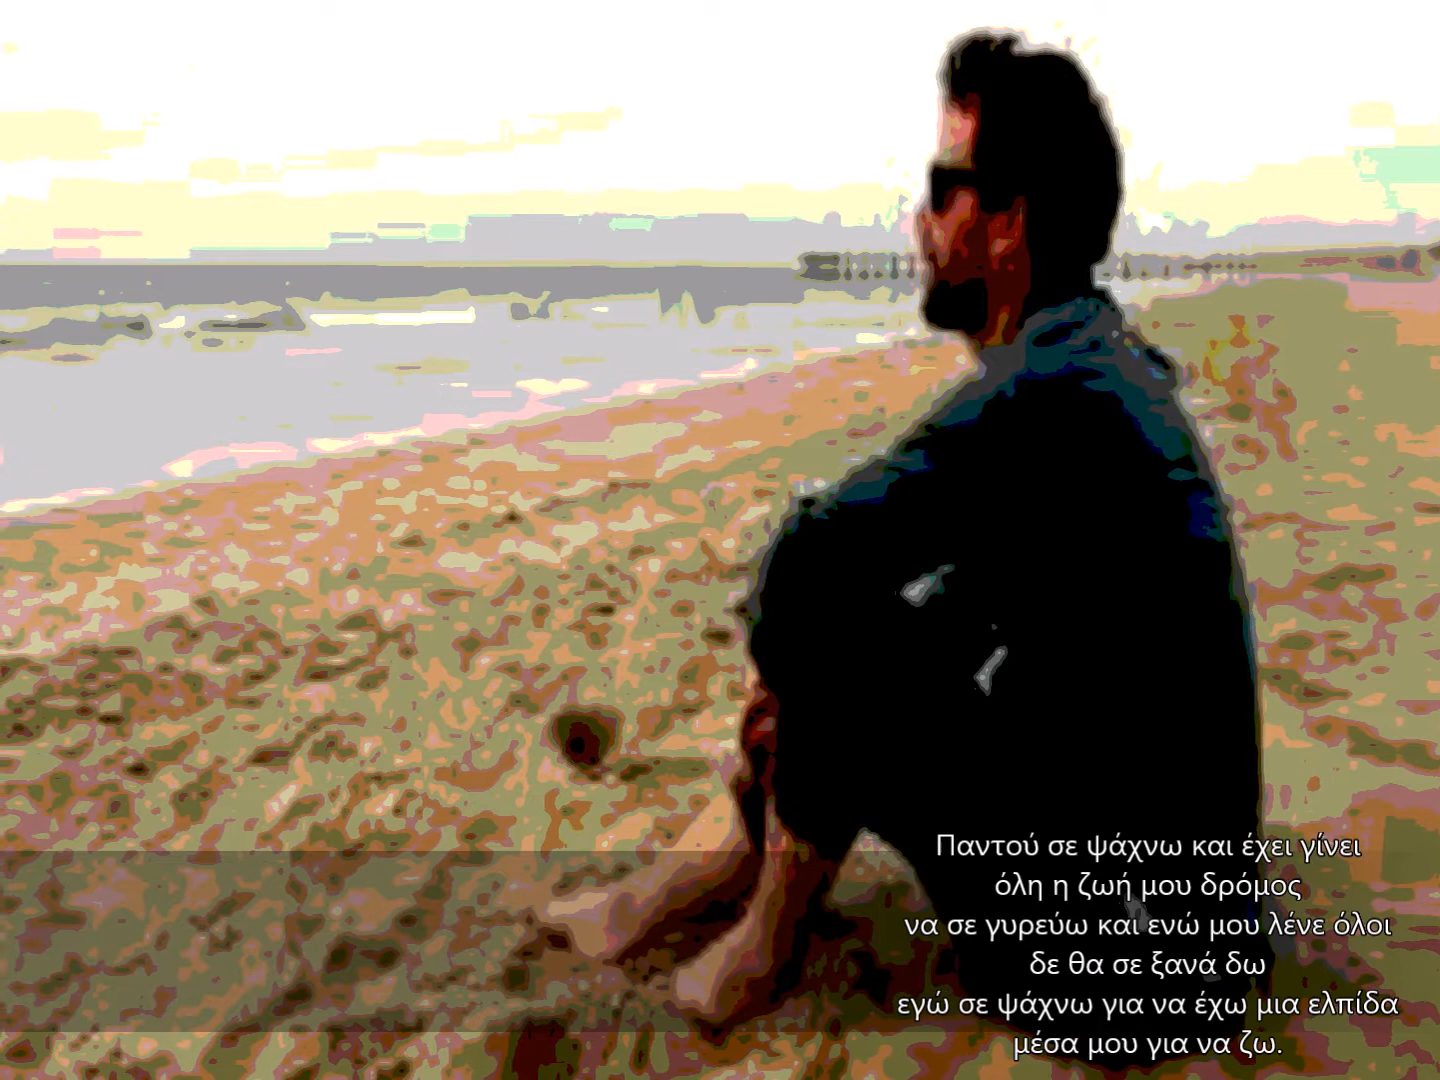 Παντού σε ψάχνω και έχει γίνει
όλη η ζωή μου δρόμος
να σε γυρεύω και ενώ μου λένε όλοι
δε θα σε ξανά δω
εγώ σε ψάχνω για να έχω μια ελπίδα
μέσα μου για να ζω.